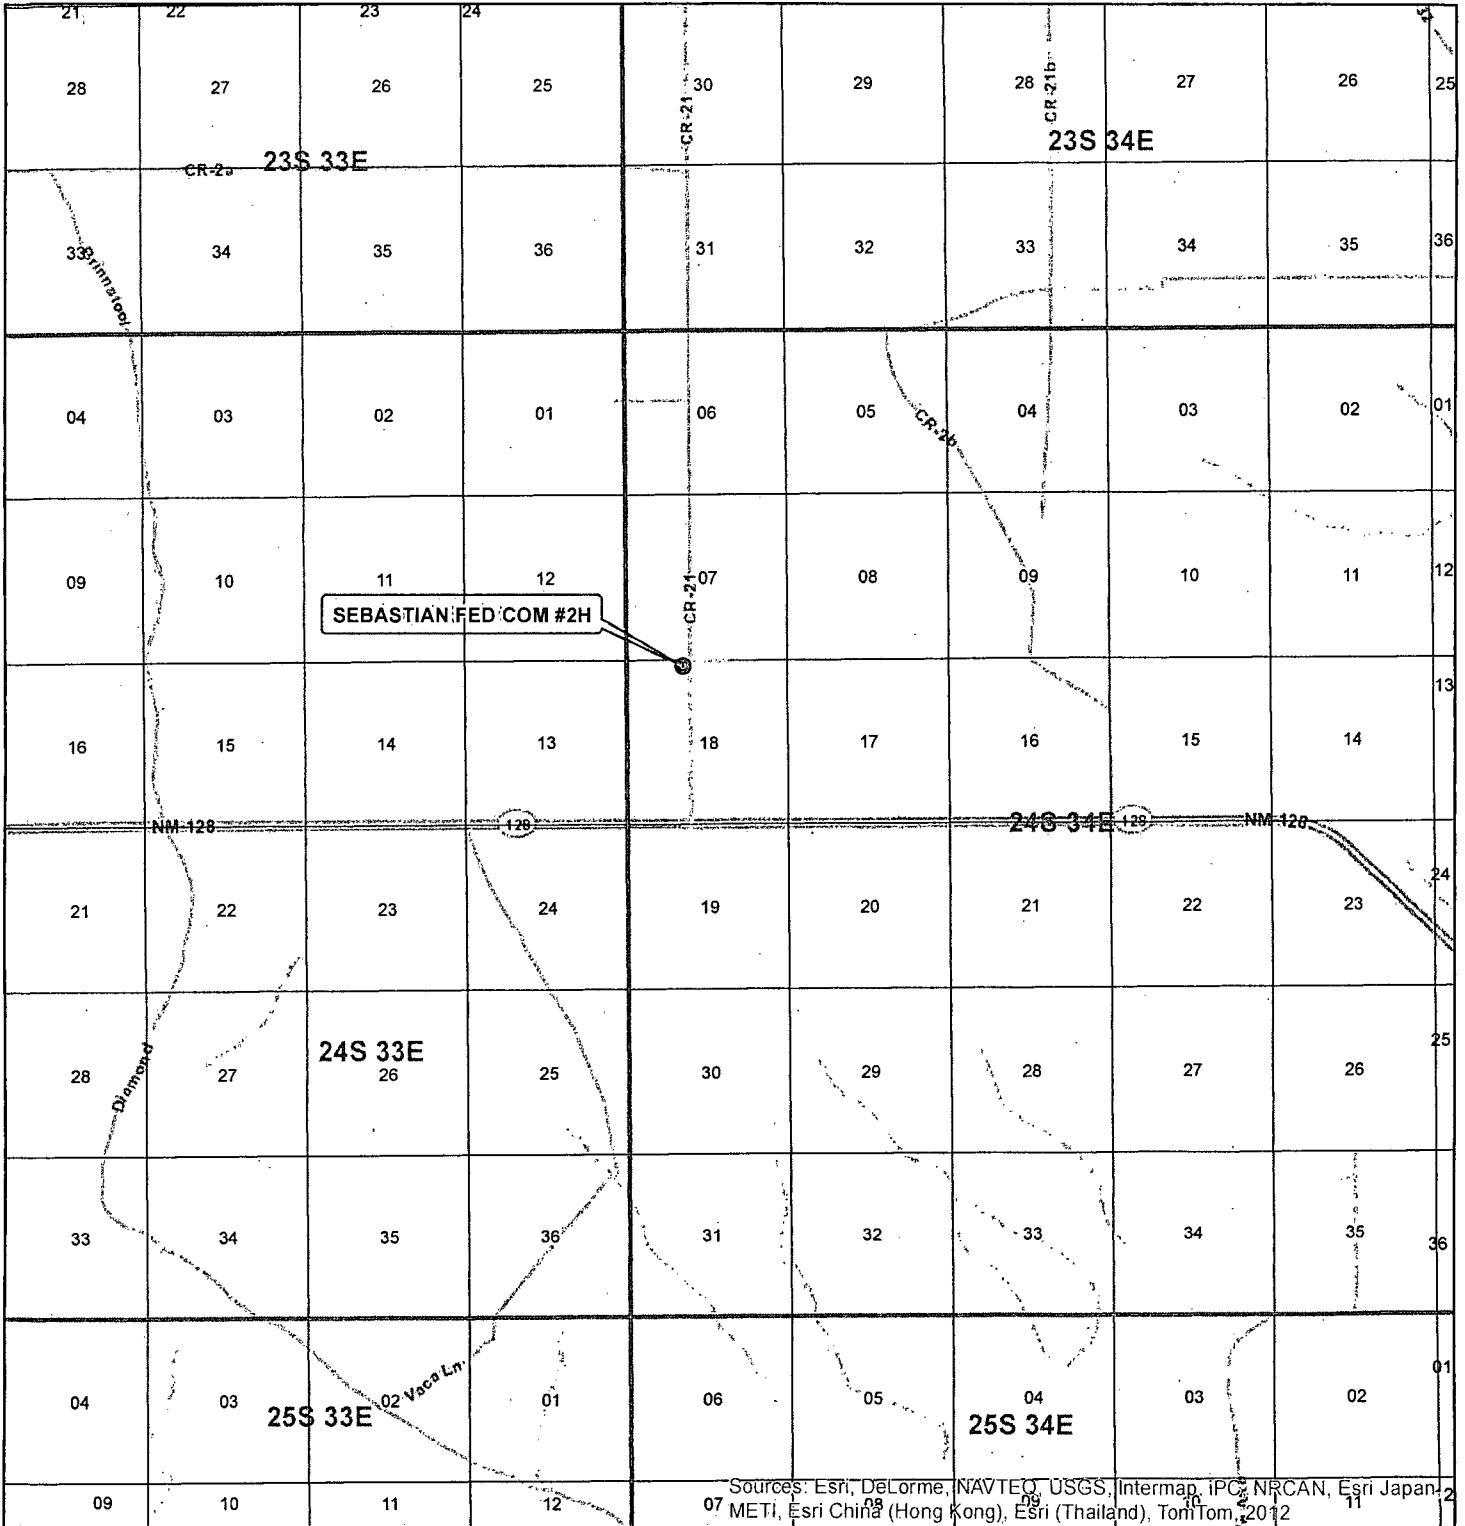 21 22 23 24
28 27 26 25 30 29 28 27 26 25
CR-21
CR-21b
23S 33E
23S 34E
CR-2a
33 34 35 36 31 32 33 34 35 36
Brinnstool
04 03 02 01 06 05 04 03 02 01
CR-2b
09 10 11 12 07 08 09 10 11 12
CR-21
SEBASTIAN FED COM #2H
13
16 15 14 13 18 17 16 15 14
NM-128 128 24S 34E 128 NM-128
24
21 22 23 24 19 20 21 22 23
25
24S 33E
28 27 26 25 30 29 28 27 26
Diamond
33 34 35 36 31 32 33 34 35 36
01
04 03 02 01 06 05 04 03 02
Vaca Ln
25S 33E
25S 34E
09 10 11 12 07 08 09 10 11 12
Sources: Esri, DeLorme, NAVTEQ, USGS, Intermap, iPC, NRCAN, Esri Japan,
METI, Esri China (Hong Kong), Esri (Thailand), TomTom, 2012